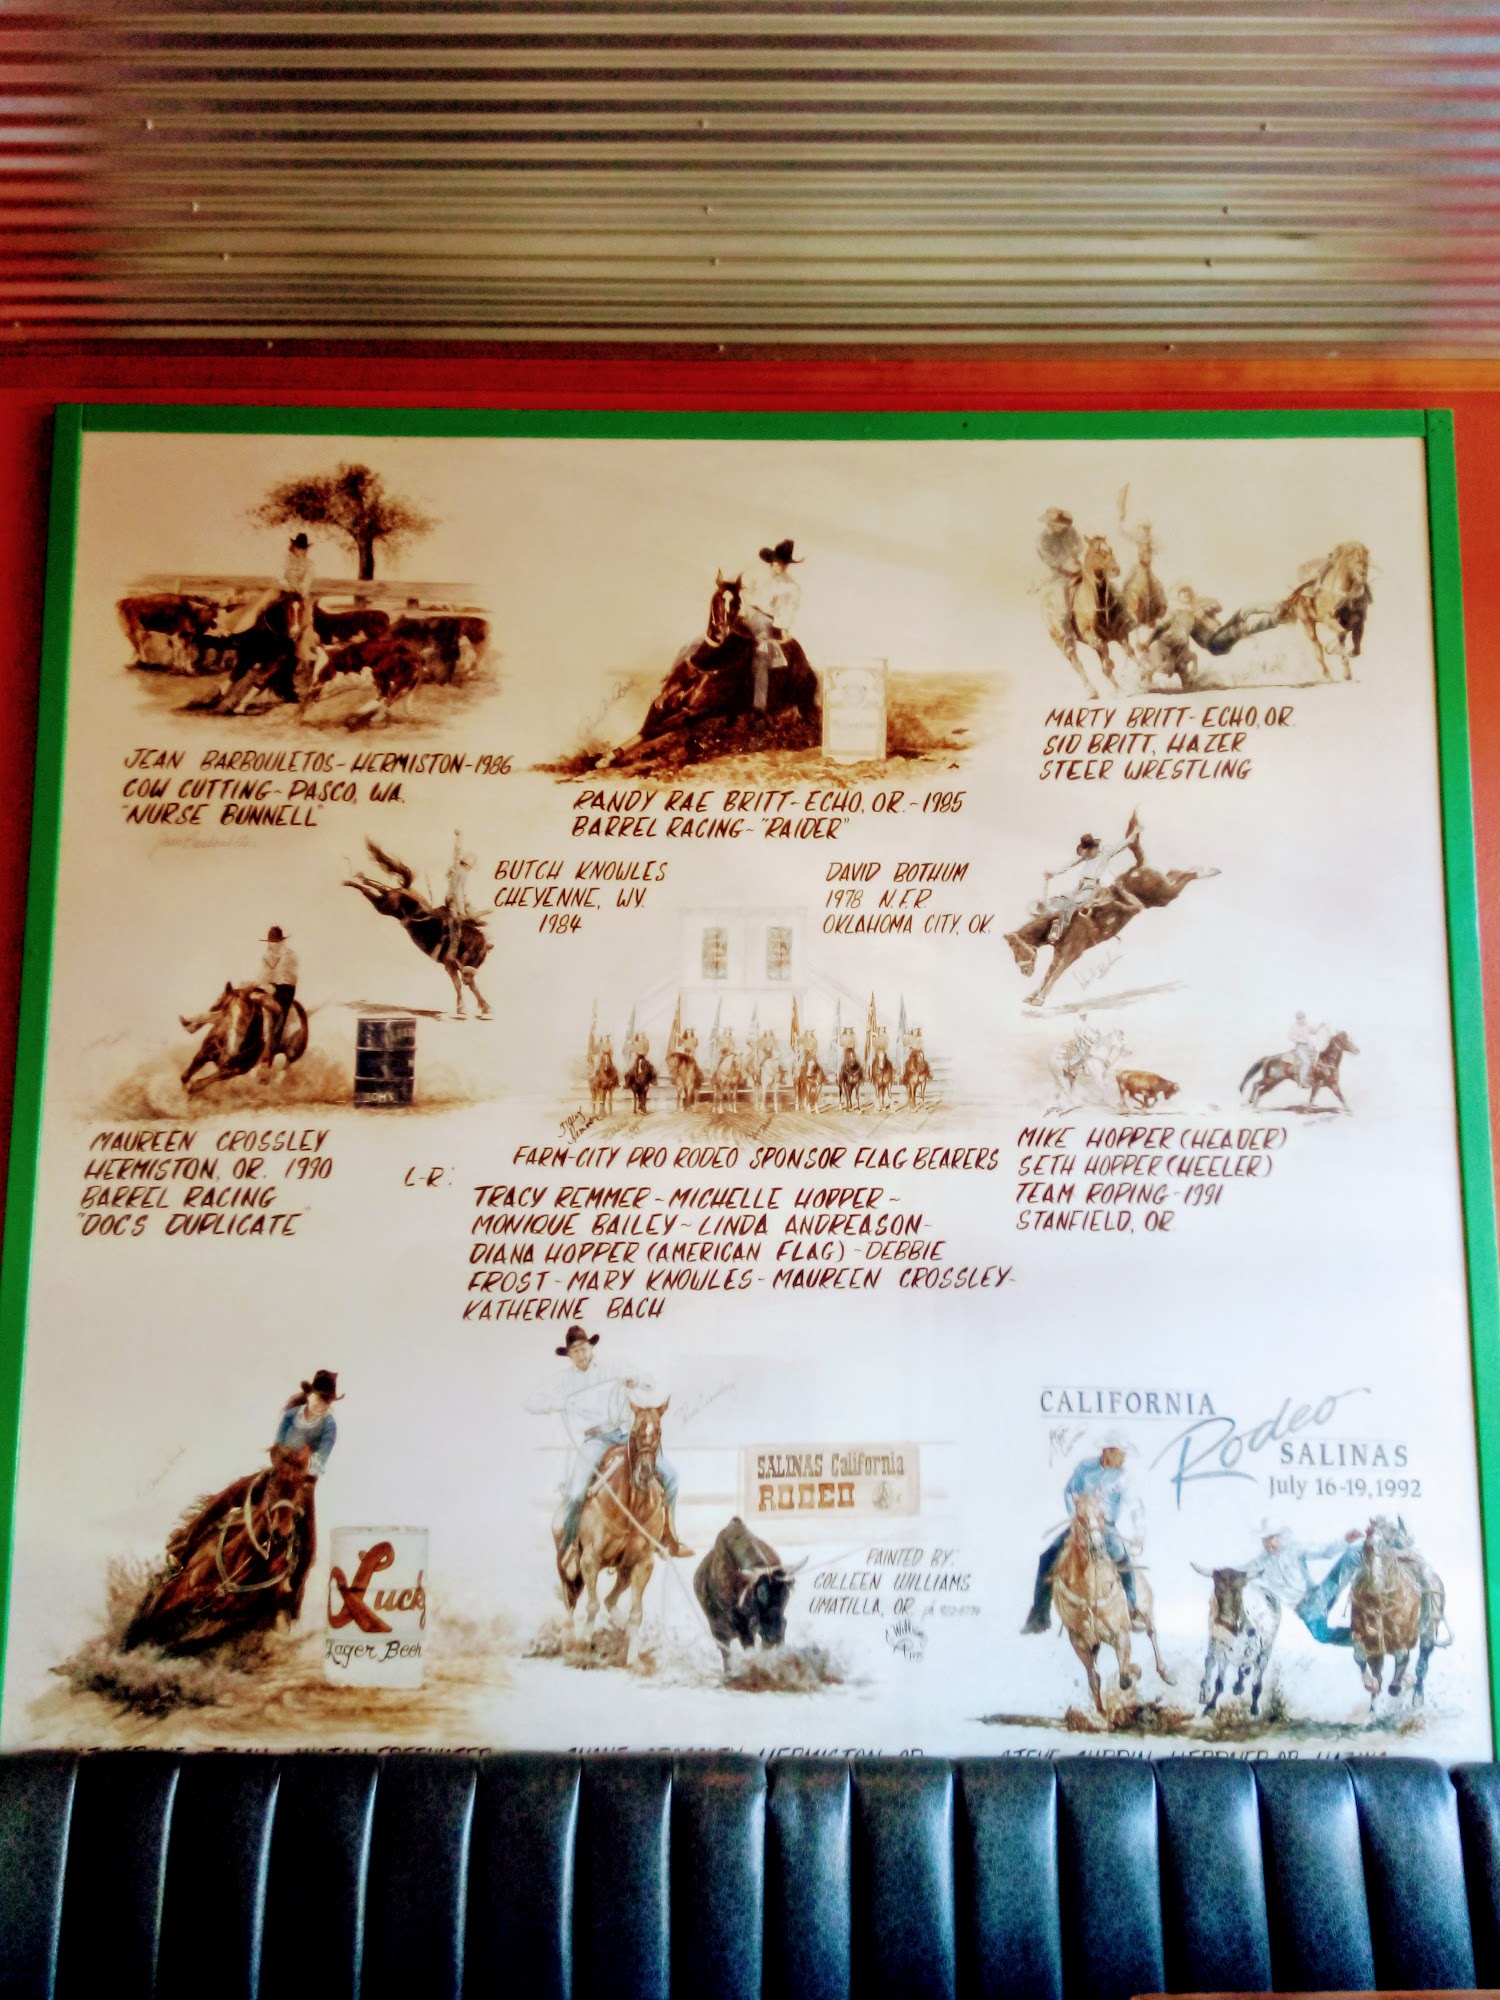 JEAN BARBOULETOS-HERMISTON-1986
COW CUTTING-PASCO, WA.
"NURSE BUNNELL"
RANDY RAE BRITT-ECHO, OR.-1985
BARREL RACING-"RAIDER"
MARTY BRITT-ECHO, OR.
SID BRITT, HAZER
STEER WRESTLING
BUTCH KNOWLES
CHEYENNE, WY.
1984
DAVID BOTHUM
1978 N.F.R.
OKLAHOMA CITY, OK.
MAUREEN CROSSLEY
HERMISTON, OR. 1990
BARREL RACING
"DOCS DUPLICATE"
FARM-CITY PRO RODEO SPONSOR FLAG BEARERS
L-R:
TRACY REMMER-MICHELLE HOPPER-
MONIQUE BAILEY-LINDA ANDREASON-
DIANA HOPPER (AMERICAN FLAG)-DEBBIE
FROST-MARY KNOWLES-MAUREEN CROSSLEY-
KATHERINE BACH
MIKE HOPPER (HEADER)
SETH HOPPER (HEELER)
TEAM ROPING-1991
STANFIELD, OR.
Lucky
Lager Beer
SALINAS California
RODEO
PAINTED BY:
COLLEEN WILLIAMS
UMATILLA, OR.
CALIFORNIA
Rodeo
SALINAS
July 16-19, 1992